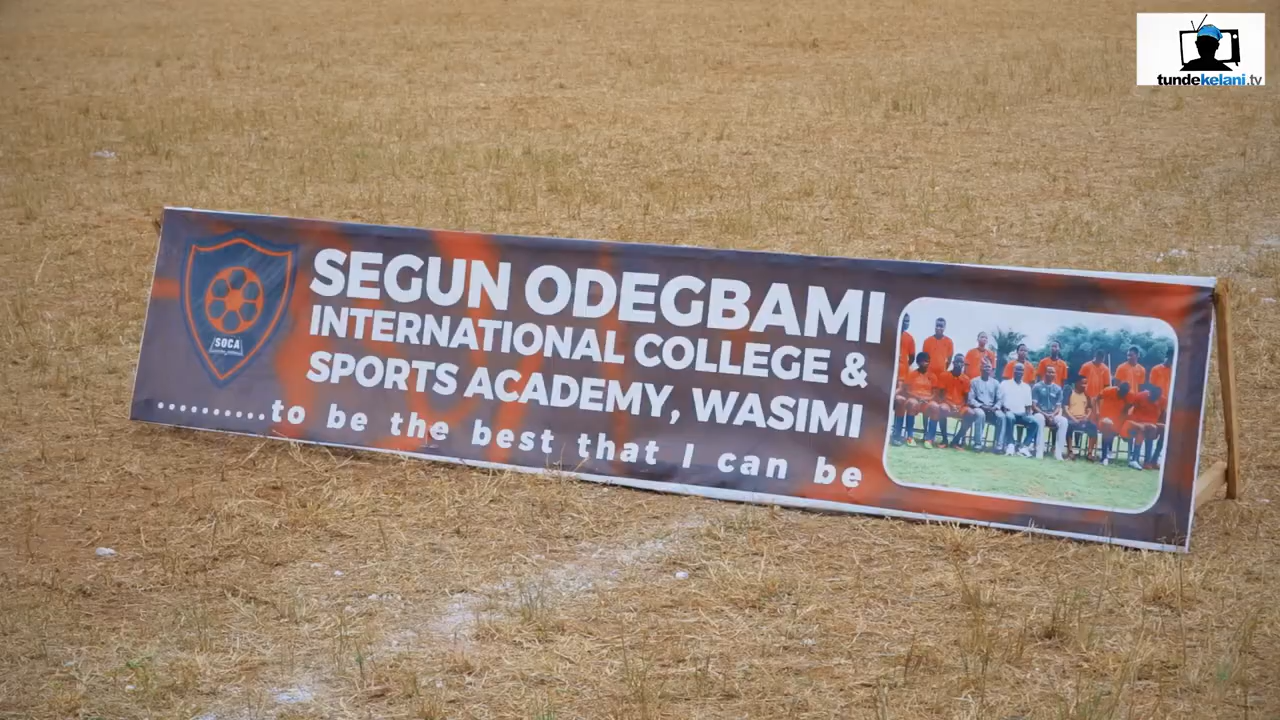 tundekelani.tv
SEGUN ODEGBAMI
INTERNATIONAL COLLEGE &
SPORTS ACADEMY, WASIMI
..........to be the best that I can be
SOCA